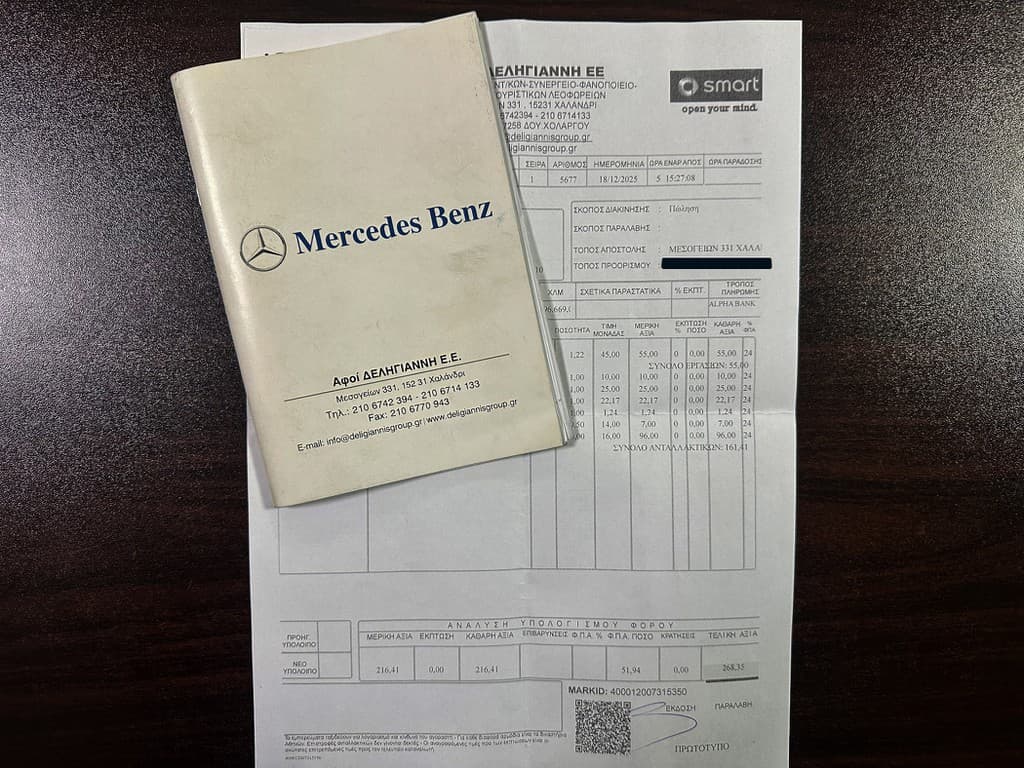 Mercedes Benz
Αφοί ΔΕΛΗΓΙΑΝΝΗ Ε.Ε.
Μεσογείων 331, 152 31 Χαλάνδρι
Τηλ.: 210 6742 394 - 210 6714 133
Fax: 210 6770 943
E-mail: info@deligiannisgroup.gr | www.deligiannisgroup.gr
ΔΕΛΗΓΙΑΝΝΗ ΕΕ
ΝΤ/ΚΩΝ-ΣΥΝΕΡΓΕΙΟ-ΦΑΝΟΠΟΙΕΙΟ-
ΟΥΡΙΣΤΙΚΩΝ ΛΕΟΦΩΡΕΙΩΝ
Ν 331 , 15231 ΧΑΛΑΝΔΡΙ
6742394 - 210 6714133
7258 ΔΟΥ ΧΟΛΑΡΓΟΥ
@deligiannisgroup.gr
igiannisgroup.gr
smart
open your mind.
ΣΕΙΡΑ ΑΡΙΘΜΟΣ ΗΜΕΡΟΜΗΝΙΑ ΩΡΑ ΕΝΑΡ ΑΠΟΣ ΩΡΑ ΠΑΡΑΔΟΣΗΣ
1 5677 18/12/2025 5 15:27:08
ΣΚΟΠΟΣ ΔΙΑΚΙΝΗΣΗΣ : Πώληση
ΣΚΟΠΟΣ ΠΑΡΑΛΑΒΗΣ :
ΤΟΠΟΣ ΑΠΟΣΤΟΛΗΣ : ΜΕΣΟΓΕΙΩΝ 331 ΧΑΛΑ
ΤΟΠΟΣ ΠΡΟΟΡΙΣΜΟΥ :
10
ΧΛΜ ΣΧΕΤΙΚΑ ΠΑΡΑΣΤΑΤΙΚΑ % ΕΚΠΤ. ΤΡΟΠΟΣ ΠΛΗΡΩΜΗΣ
96.669,0 ALPHA BANK
ΠΟΣΟΤΗΤΑ ΤΙΜΗ ΜΟΝΑΔΑΣ ΜΕΡΙΚΗ ΑΞΙΑ ΕΚΠΤΩΣΗ % ΠΟΣΟ ΚΑΘΑΡΗ ΑΞΙΑ % ΦΠΑ
1,22 45,00 55,00 0 0,00 55,00 24
ΣΥΝΟΛΟ ΕΡΓΑΣΙΩΝ: 55,00
1,00 10,00 10,00 0 0,00 10,00 24
1,00 25,00 25,00 0 0,00 25,00 24
1,00 22,17 22,17 0 0,00 22,17 24
1,00 1,24 1,24 0 0,00 1,24 24
,50 14,00 7,00 0 0,00 7,00 24
,00 16,00 96,00 0 0,00 96,00 24
ΣΥΝΟΛΟ ΑΝΤΑΛΛΑΚΤΙΚΩΝ: 161,41
ΑΝΑΛΥΣΗ ΥΠΟΛΟΓΙΣΜΟΥ ΦΟΡΟΥ
ΠΡΟΗΓ. ΥΠΟΛΟΙΠΟ
ΜΕΡΙΚΗ ΑΞΙΑ ΕΚΠΤΩΣΗ ΚΑΘΑΡΗ ΑΞΙΑ ΕΠΙΒΑΡΥΝΣΕΙΣ Φ.Π.Α. % Φ.Π.Α. ΠΟΣΟ ΚΡΑΤΗΣΕΙΣ ΤΕΛΙΚΗ ΑΞΙΑ
ΝΕΟ ΥΠΟΛΟΙΠΟ
216,41 0,00 216,41 51,94 0,00 268,35
MARKID: 400012007315350
ΕΚΔΟΣΗ ΠΑΡΑΛΑΒΗ
ΠΡΩΤΟΤΥΠΟ